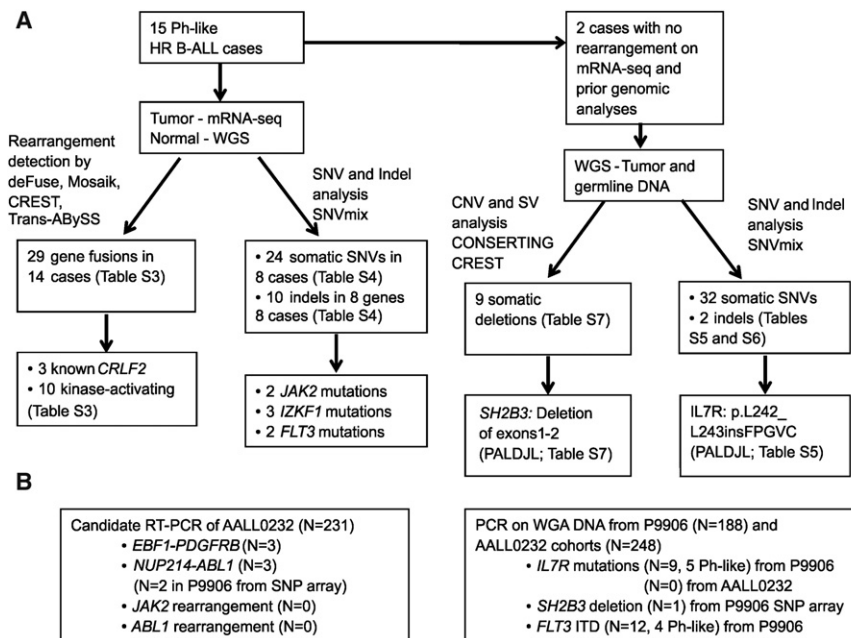 A
15 Ph-like
HR B-ALL cases
2 cases with no
rearrangement on
mRNA-seq and
prior genomic
analyses
Tumor - mRNA-seq
Normal - WGS
Rearrangement
detection by
deFuse, Mosaik,
CREST,
Trans-ABySS
SNV and Indel
analysis
SNVmix
WGS - Tumor and
germline DNA
CNV and SV
analysis
CONSERTING
CREST
SNV and Indel
analysis
SNVmix
29 gene fusions in
14 cases (Table S3)
• 24 somatic SNVs in
8 cases (Table S4)
• 10 indels in 8 genes
8 cases (Table S4)
9 somatic
deletions (Table S7)
• 32 somatic SNVs
• 2 indels (Tables
S5 and S6)
• 3 known CRLF2
• 10 kinase-activating
(Table S3)
• 2 JAK2 mutations
• 3 IZKF1 mutations
• 2 FLT3 mutations
SH2B3: Deletion
of exons1-2
(PALDJL; Table S7)
IL7R: p.L242_
L243insFPGVC
(PALDJL; Table S5)
B
Candidate RT-PCR of AALL0232 (N=231)
• EBF1-PDGFRB (N=3)
• NUP214-ABL1 (N=3)
(N=2 in P9906 from SNP array)
• JAK2 rearrangement (N=0)
• ABL1 rearrangement (N=0)
PCR on WGA DNA from P9906 (N=188) and
AALL0232 cohorts (N=248)
• IL7R mutations (N=9, 5 Ph-like) from P9906
(N=0) from AALL0232
• SH2B3 deletion (N=1) from P9906 SNP array
• FLT3 ITD (N=12, 4 Ph-like) from P9906